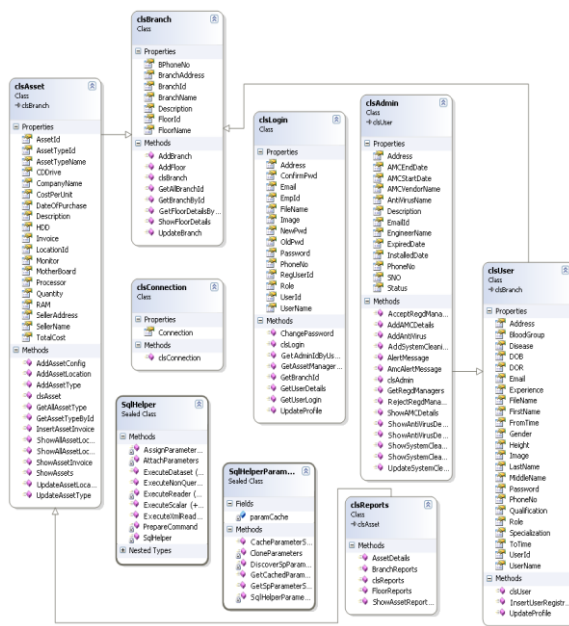 clsBranch
Class
Properties
BPhoneNo
BranchAddress
BranchId
BranchName
Description
FloorId
FloorName
Methods
AddBranch
AddFloor
clsBranch
GetAllBranchId
GetBranchById
GetFloorDetailsBy...
ShowFloorDetails
UpdateBranch
clsAsset
Class
clsBranch
Properties
AssetId
AssetTypeId
AssetTypeName
CDDrive
CompanyName
CostPerUnit
DateOfPurchase
Description
HDD
Invoice
LocationId
Monitor
MotherBoard
Processor
Quantity
RAM
SellerAddress
SellerName
TotalCost
Methods
AddAssetConfig
AddAssetLocation
AddAssetType
clsAsset
GetAllAssetType
GetAssetTypeById
InsertAssetInvoice
ShowAllAssetLoc...
ShowAllAssetLoc...
ShowAssetInvoice
ShowAssets
UpdateAssetLoca...
UpdateAssetType
clsConnection
Class
Properties
Connection
Methods
clsConnection
SqlHelper
Sealed Class
Methods
AssignParameter...
AttachParameters
ExecuteDataset (...
ExecuteNonQuer...
ExecuteReader (...
ExecuteScalar (+...
ExecuteXmlRead...
PrepareCommand
SqlHelper
Nested Types
clsLogin
Class
Properties
Address
ConfirmPwd
Email
EmpId
FileName
Image
NewPwd
OldPwd
Password
PhoneNo
RegUserId
Role
UserId
UserName
Methods
ChangePassword
clsLogin
GetAdminIdByUs...
GetAssetManager...
GetBranchId
GetUserDetails
GetUserLogin
UpdateProfile
SqlHelperParam...
Sealed Class
Fields
paramCache
Methods
CacheParameterS...
CloneParameters
DiscoverSpParam...
GetCachedParam...
GetSpParameterS...
SqlHelperParame...
clsAdmin
Class
clsUser
Properties
Address
AMCEndDate
AMCStartDate
AMCVendorName
AntiVirusName
Description
EmailId
EngineerName
ExpiredDate
InstalledDate
PhoneNo
SNO
Status
Methods
AcceptRegdMana...
AddAMCDetails
AddAntiVirus
AddSystemCleani...
AlertMessage
AmcAlertMessage
clsAdmin
GetRegdManagers
RejectRegdMana...
ShowAMCDetails
ShowAntiVirusDe...
ShowAntiVirusDe...
ShowSystemClea...
ShowSystemClea...
UpdateSystemCle...
clsReports
Class
clsAsset
Methods
AssetDetails
BranchReports
clsReports
FloorReports
ShowAssetReport...
clsUser
Class
clsBranch
Properties
Address
BloodGroup
Disease
DOB
DOR
Email
Experience
FileName
FirstName
FromTime
Gender
Height
Image
LastName
MiddleName
Password
PhoneNo
Qualification
Role
Specialization
ToTime
UserId
UserName
Methods
clsUser
InsertUserRegistr...
UpdateProfile